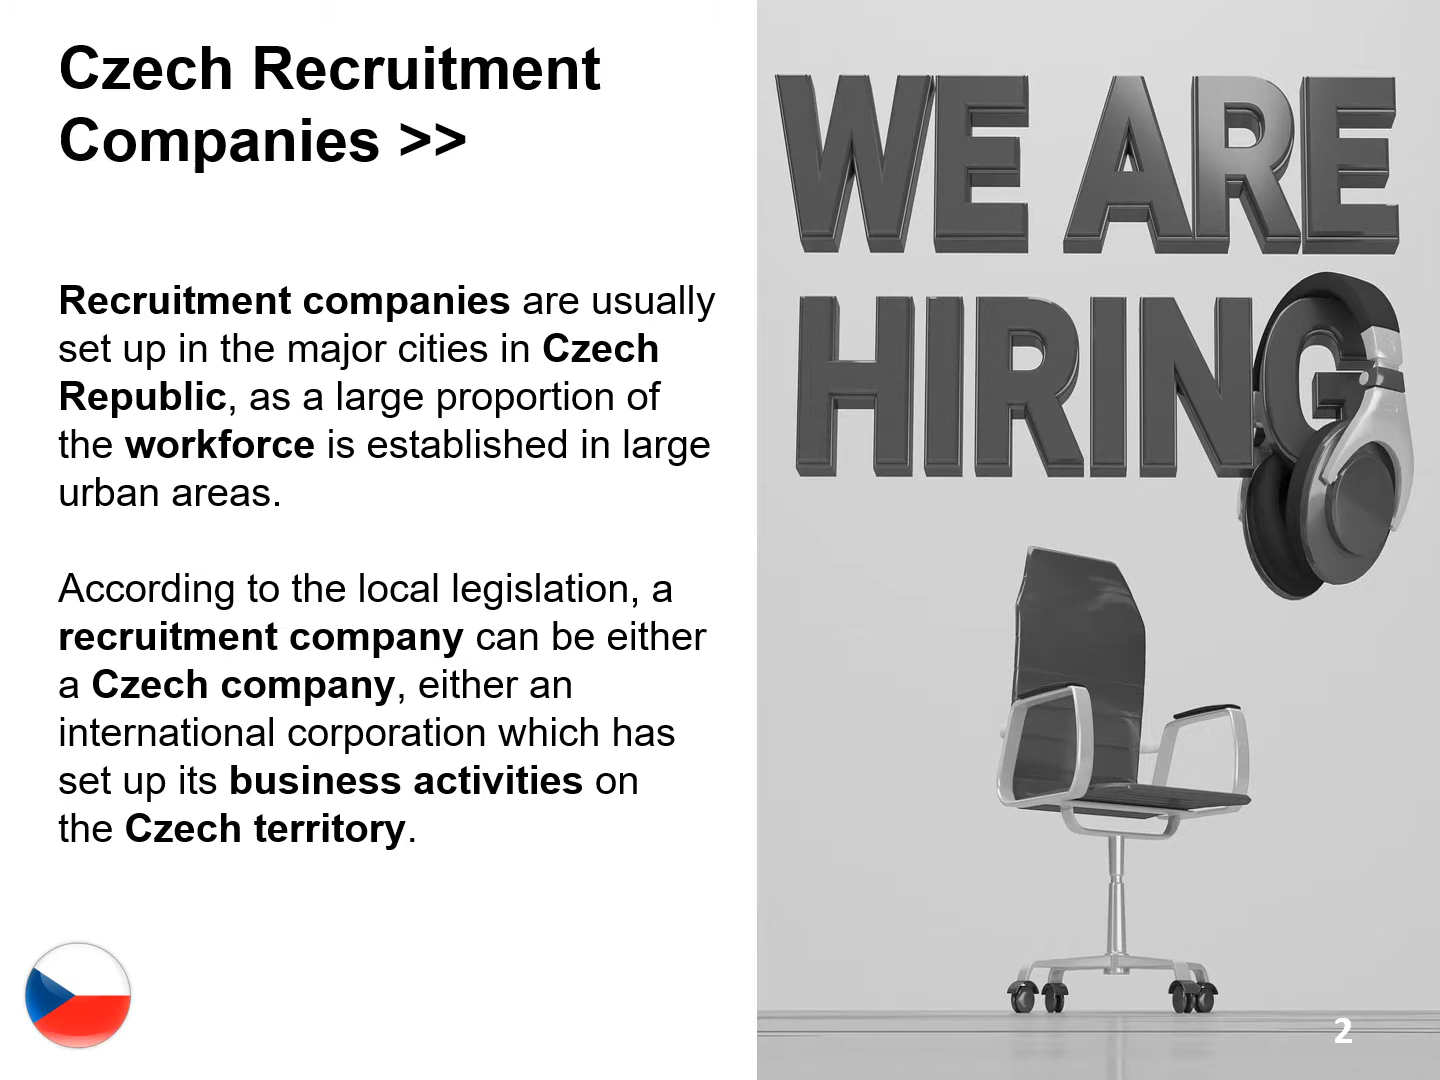 Czech Recruitment
Companies >>
Recruitment companies are usually
set up in the major cities in Czech
Republic, as a large proportion of
the workforce is established in large
urban areas.
According to the local legislation, a
recruitment company can be either
a Czech company, either an
international corporation which has
set up its business activities on
the Czech territory.
WE ARE
HIRING
2